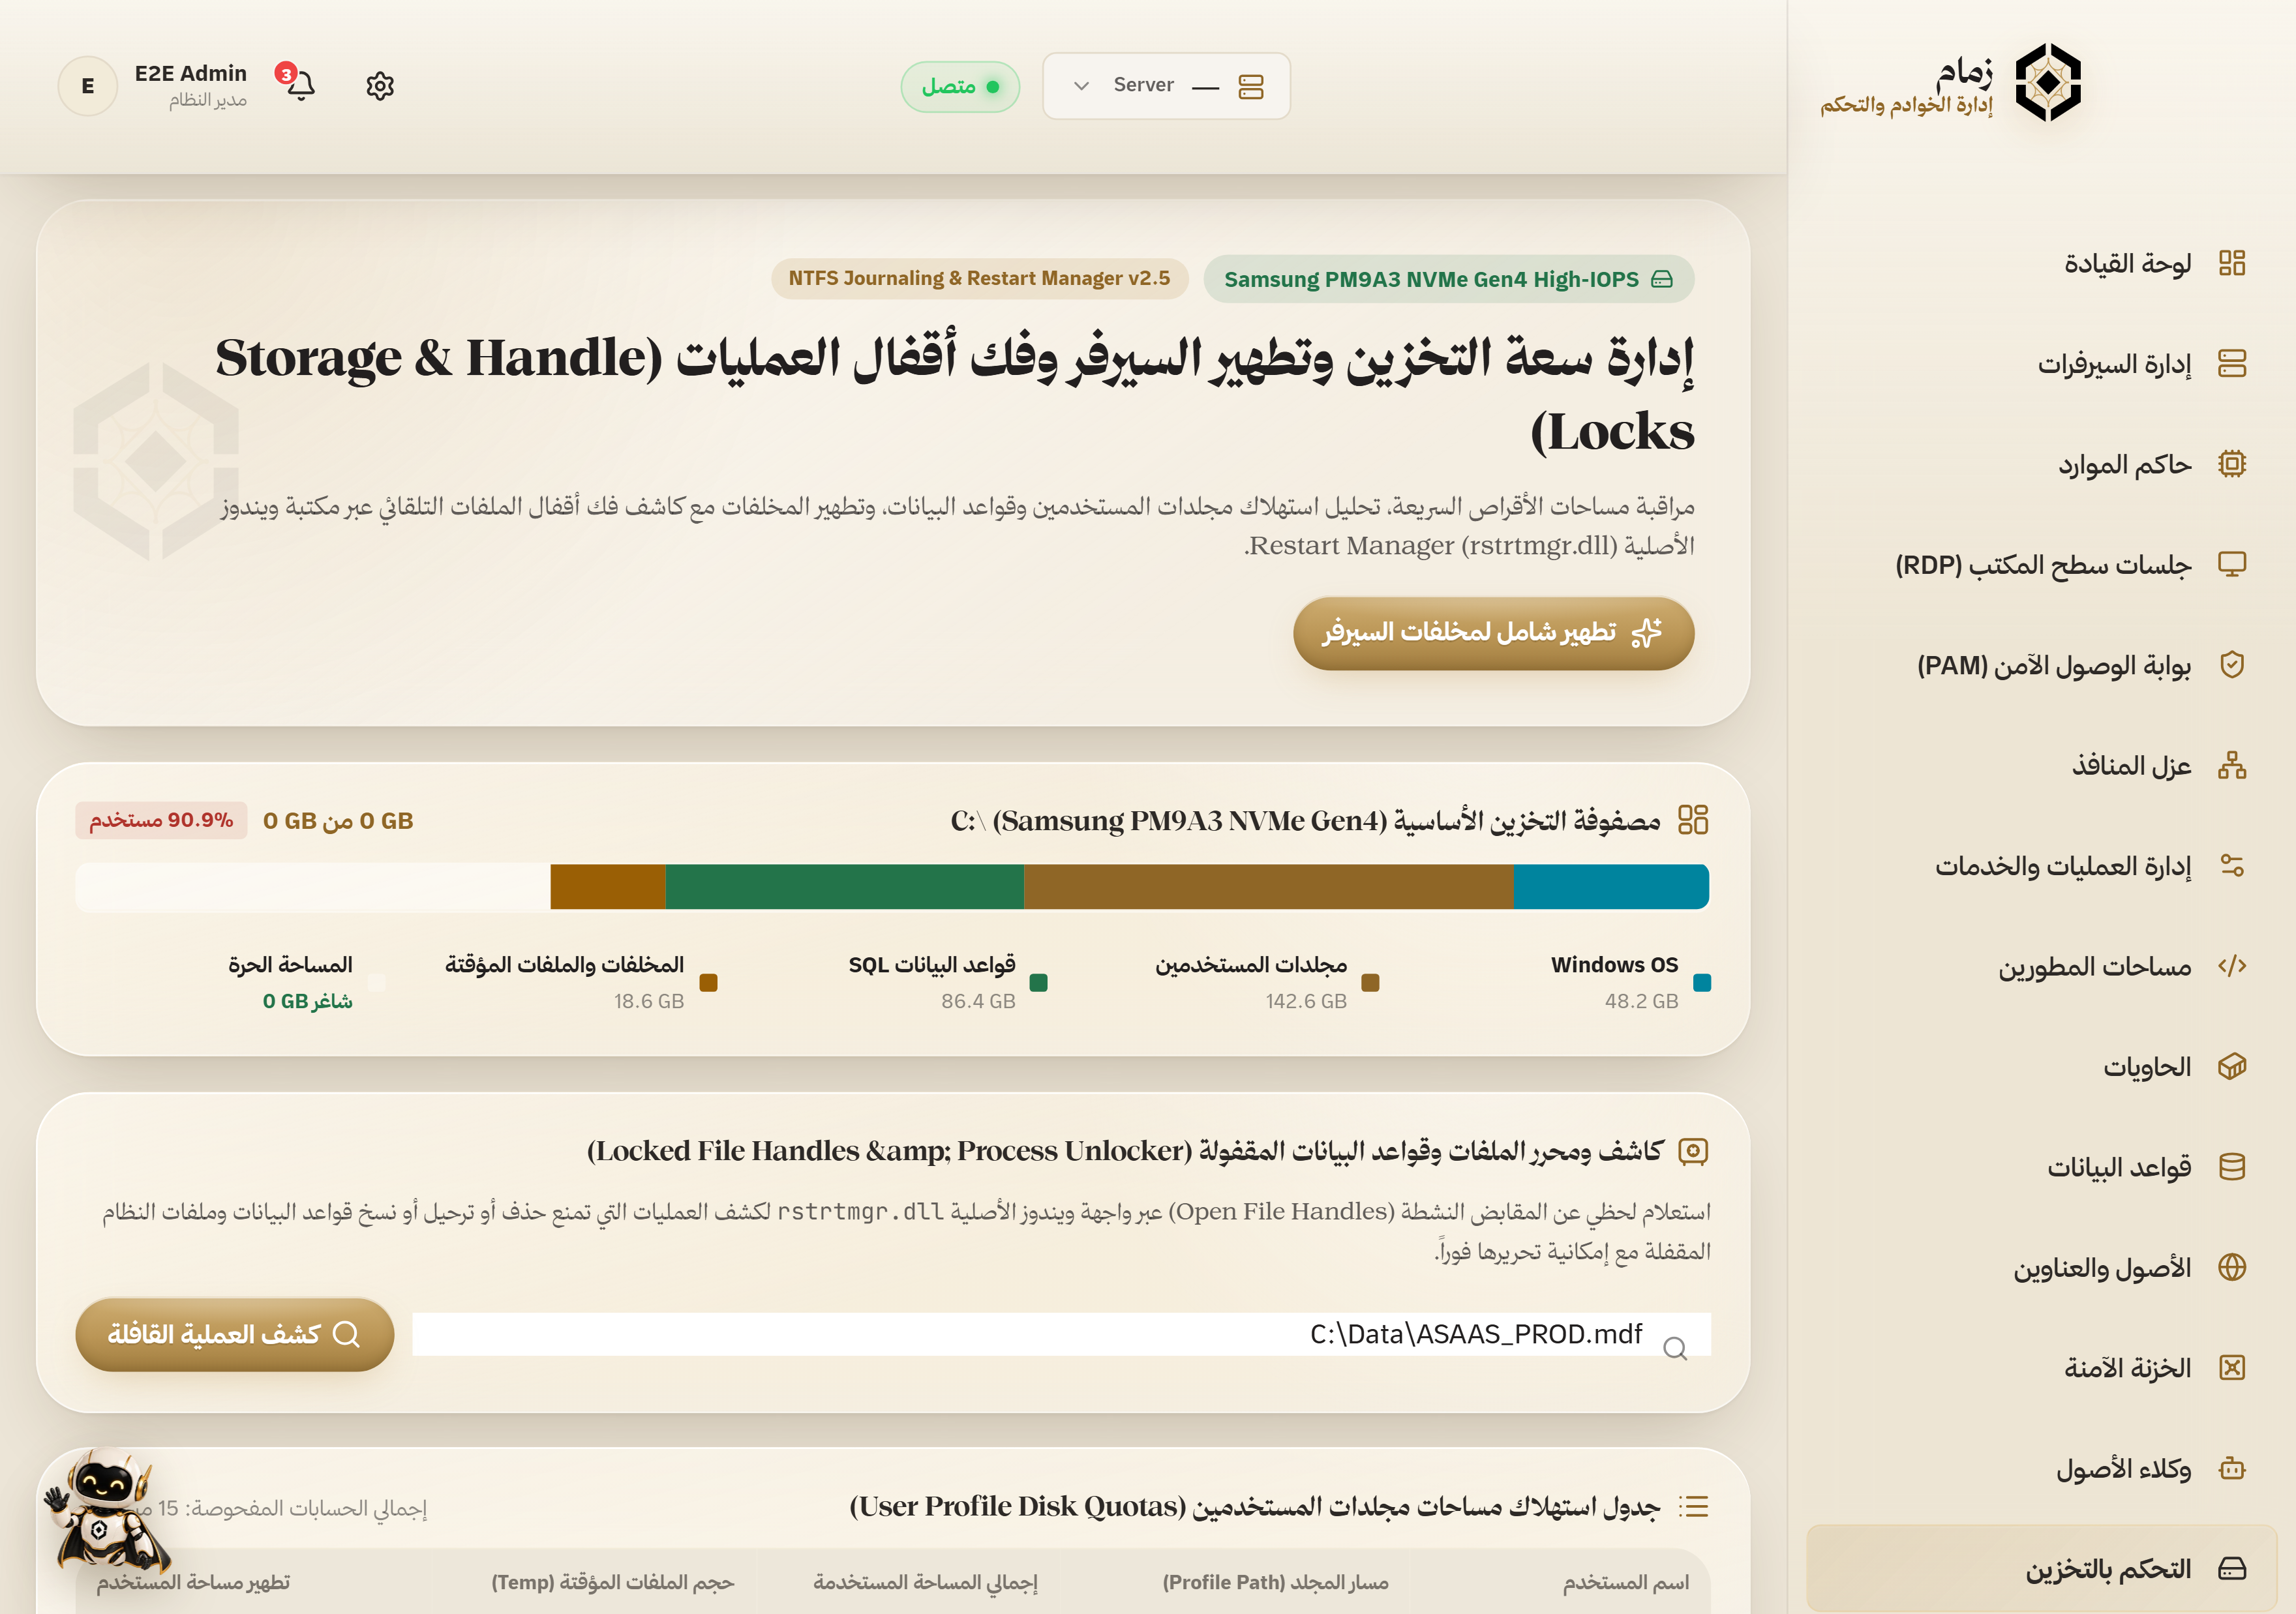 زمام
إدارة الخوادم والتحكم
Server —
متصل
3
E2E Admin
مدير النظام
E
لوحة القيادة
إدارة السيرفرات
حاكم الموارد
جلسات سطح المكتب (RDP)
بوابة الوصول الآمن (PAM)
عزل المنافذ
إدارة العمليات والخدمات
مساحات المطورين
الحاويات
قواعد البيانات
الأصول والعناوين
الخزنة الآمنة
وكلاء الأصول
التحكم بالتخزين
Samsung PM9A3 NVMe Gen4 High-IOPS
NTFS Journaling & Restart Manager v2.5
إدارة سعة التخزين وتطهير السيرفر وفك أقفال العمليات (Storage & Handle
Locks)
مراقبة مساحات الأقراص السريعة، تحليل استهلاك مجلدات المستخدمين وقواعد البيانات، وتطهير المخلفات مع كاشف فك أقفال الملفات التلقائي عبر مكتبة ويندوز
الأصلية Restart Manager (rstrtmgr.dll).
تطهير شامل لمخلفات السيرفر
مصفوفة التخزين الأساسية C:\ (Samsung PM9A3 NVMe Gen4)
0 GB من 0 GB
90.9% مستخدم
Windows OS
48.2 GB
مجلدات المستخدمين
142.6 GB
قواعد البيانات SQL
86.4 GB
المخلفات والملفات المؤقتة
18.6 GB
المساحة الحرة
شاغر 0 GB
كاشف ومحرر الملفات وقواعد البيانات المقفولة (Locked File Handles &amp; Process Unlocker)
استعلام لحظي عن المقابض النشطة (Open File Handles) عبر واجهة ويندوز الأصلية rstrtmgr.dll لكشف العمليات التي تمنع حذف أو ترحيل أو نسخ قواعد البيانات وملفات النظام
المقفلة مع إمكانية تحريرها فوراً.
C:\Data\ASAAS_PROD.mdf
كشف العملية القافلة
جدول استهلاك مساحات مجلدات المستخدمين (User Profile Disk Quotas)
إجمالي الحسابات المفحوصة: 15
اسم المستخدم
مسار المجلد (Profile Path)
إجمالي المساحة المستخدمة
حجم الملفات المؤقتة (Temp)
تطهير مساحة المستخدم